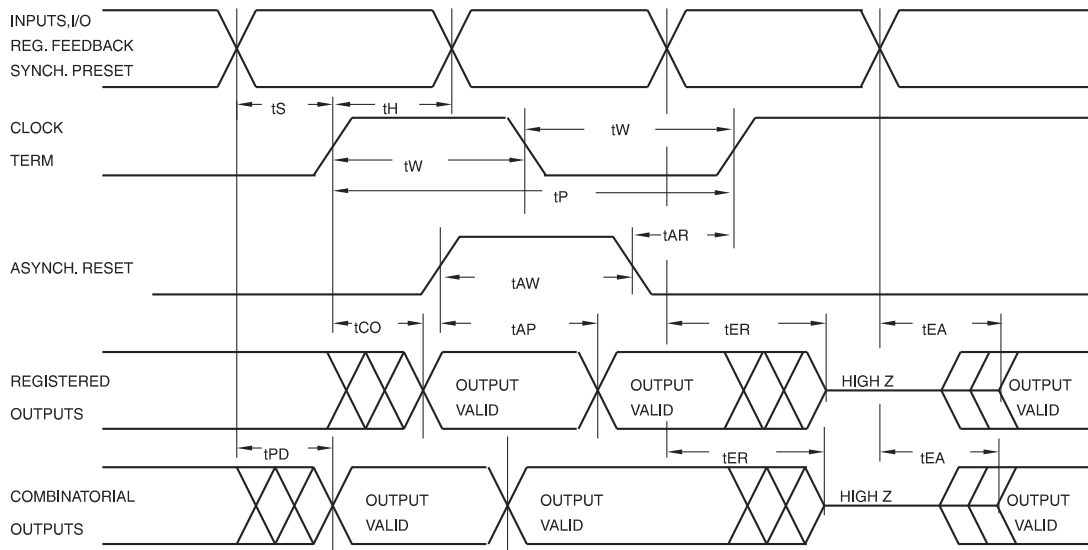 INPUTS,I/O
REG. FEEDBACK
SYNCH. PRESET
tS
tH
CLOCK
TERM
tW
tW
tP
tAR
ASYNCH. RESET
tAW
tCO
tAP
tER
tEA
REGISTERED
OUTPUTS
OUTPUT
VALID
OUTPUT
VALID
HIGH Z
OUTPUT
VALID
tPD
tER
tEA
COMBINATORIAL
OUTPUTS
OUTPUT
VALID
OUTPUT
VALID
HIGH Z
OUTPUT
VALID